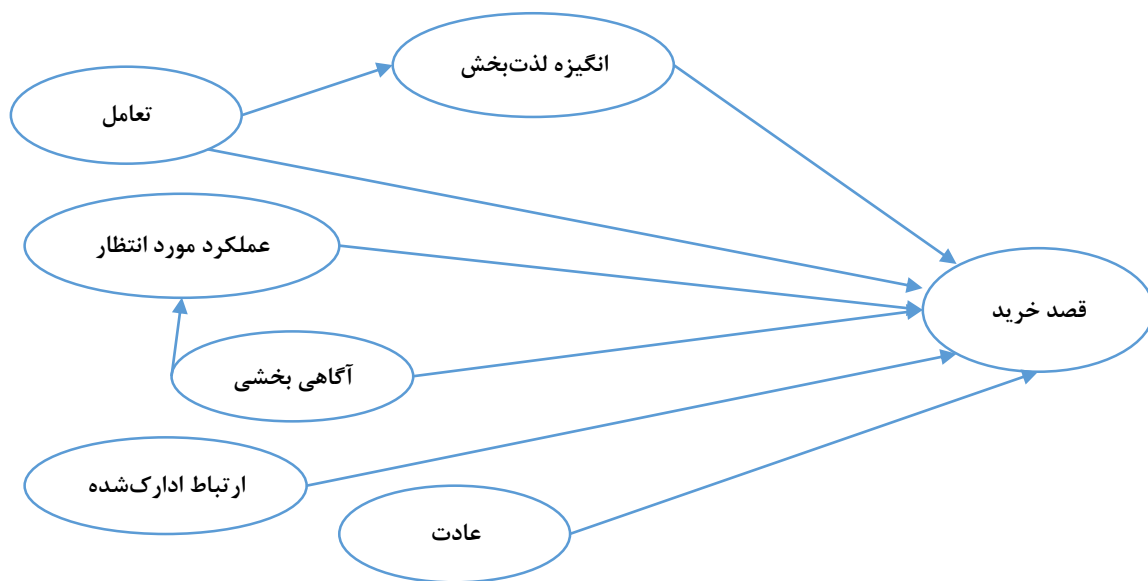 انگیزه لذت‌بخش
تعامل
عملکرد مورد انتظار
قصد خرید
آگاهی بخشی
ارتباط ادارک‌شده
عادت